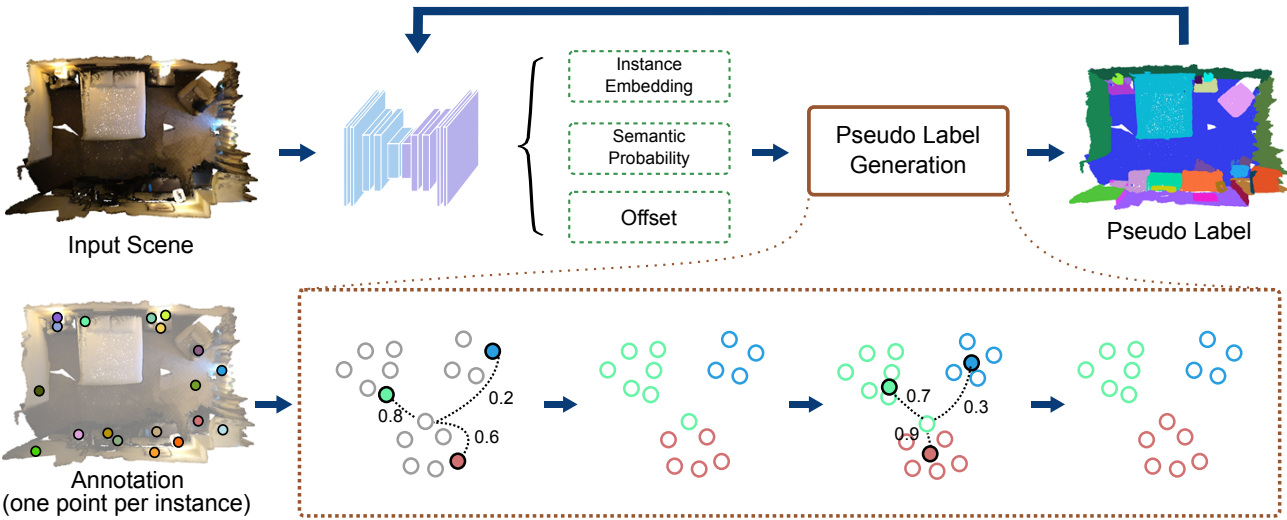 Instance
Embedding
Semantic
Probability
Offset
Pseudo Label
Generation
Input Scene
Pseudo Label
Annotation
(one point per instance)
0.8
0.2
0.6
0.7
0.3
0.9